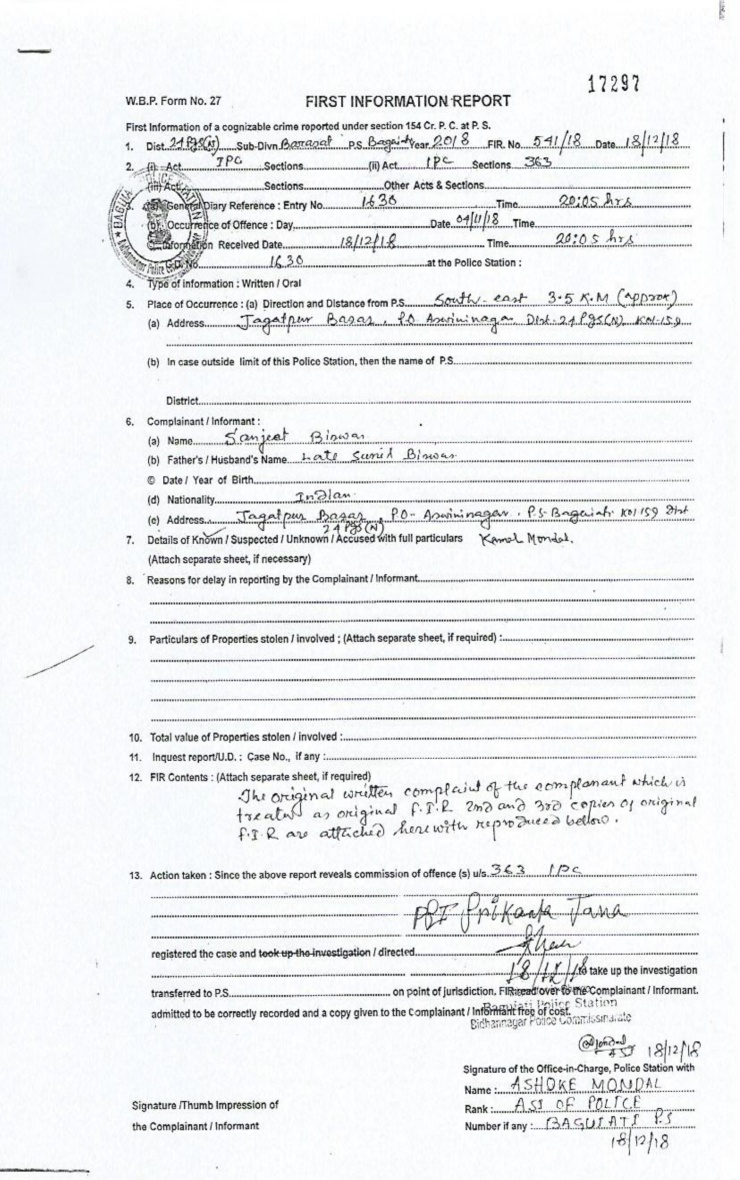 17297
W.B.P. Form No. 27 FIRST INFORMATION REPORT
First Information of a cognizable crime reported under section 154 Cr. P. C. at P. S.
1. Dist. 24 PGS(N) Sub-Divn. Barasat P.S. Baguiati Year 2018 FIR. No. 541/18 Date 18/12/18
2. (i) Act IPC Sections (ii) Act IPC Sections 363
(iii) Act Sections Other Acts & Sections
3. (a) General Diary Reference : Entry No. 1630 Time 20:05 hrs
(b) Occurrence of Offence : Day Date 04/11/18 Time
C Information Received Date 18/12/18 Time 20:05 hrs
G.D. No. 1630 at the Police Station :
4. Type of information : Written / Oral
5. Place of Occurrence : (a) Direction and Distance from P.S. South-east 3.5 K.M (approx)
(a) Address Jagatpur Bazar, P.O Aswininagar Dist-24 PGS(N) Kol-159
(b) In case outside limit of this Police Station, then the name of P.S.
District
6. Complainant / Informant :
(a) Name Sanjeet Biswas
(b) Father's / Husband's Name Late Sunil Biswas
© Date / Year of Birth
(d) Nationality Indian
(e) Address Jagatpur Bazar, PO- Aswininagar, P.S-Baguiati Kol 159 Dist
24 PGS(N)
7. Details of Known / Suspected / Unknown / Accused with full particulars Kamal Mondal.
(Attach separate sheet, if necessary)
8. Reasons for delay in reporting by the Complainant / Informant
9. Particulars of Properties stolen / involved ; (Attach separate sheet, if required) :
10. Total value of Properties stolen / involved :
11. Inquest report/U.D. : Case No., if any :
12. FIR Contents : (Attach separate sheet, if required)
The original written complaint of the complanant which is
treated as original F.I.R 2nd and 3rd copies of original
F.I.R are attached herewith reproduced bellow.
13. Action taken : Since the above report reveals commission of offence (s) u/s. 363 IPC
PSI Srikanta Jana
registered the case and took up the investigation / directed
18/12/18 to take up the investigation
transferred to P.S. on point of jurisdiction. FIR read over to the Complainant / Informant.
admitted to be correctly recorded and a copy given to the Complainant / Informant free of cost.
Baguiati Police Station
Bidhannagar Police Commissionerate
ASI 18/12/18
Signature of the Office-in-Charge, Police Station with
Name : ASHOKE MONDAL
Signature /Thumb Impression of
Rank : ASI OF POLICE
the Complainant / Informant
Number if any : BAGUIATI P.S
18/12/18